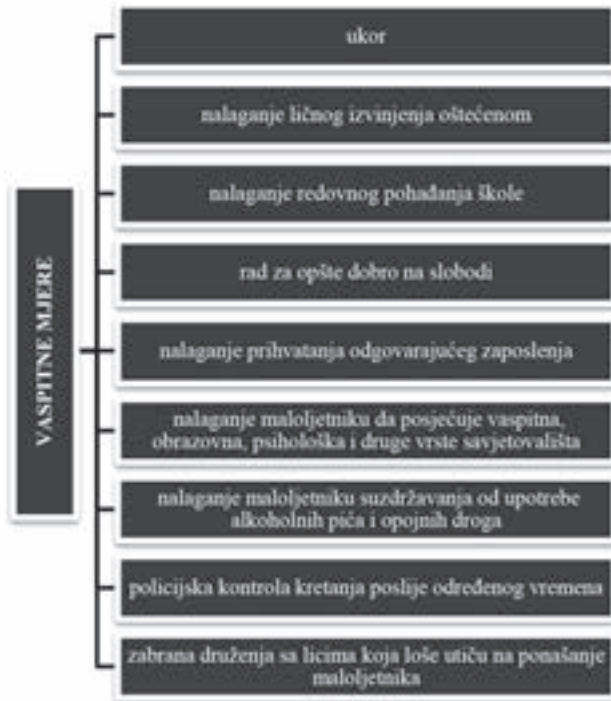 VASPITNE MJERE
ukor
nalaganje ličnog izvinjenja oštećenom
nalaganje redovnog pohađanja škole
rad za opšte dobro na slobodi
nalaganje prihvatanja odgovarajućeg zaposlenja
nalaganje maloljetniku da posjećuje vaspitna,
obrazovna, psihološka i druge vrste savjetovališta
nalaganje maloljetniku suzdržavanja od upotrebe
alkoholnih pića i opojnih droga
policijska kontrola kretanja poslije određenog vremena
zabrana druženja sa licima koja loše utiču na ponašanje
maloljetnika